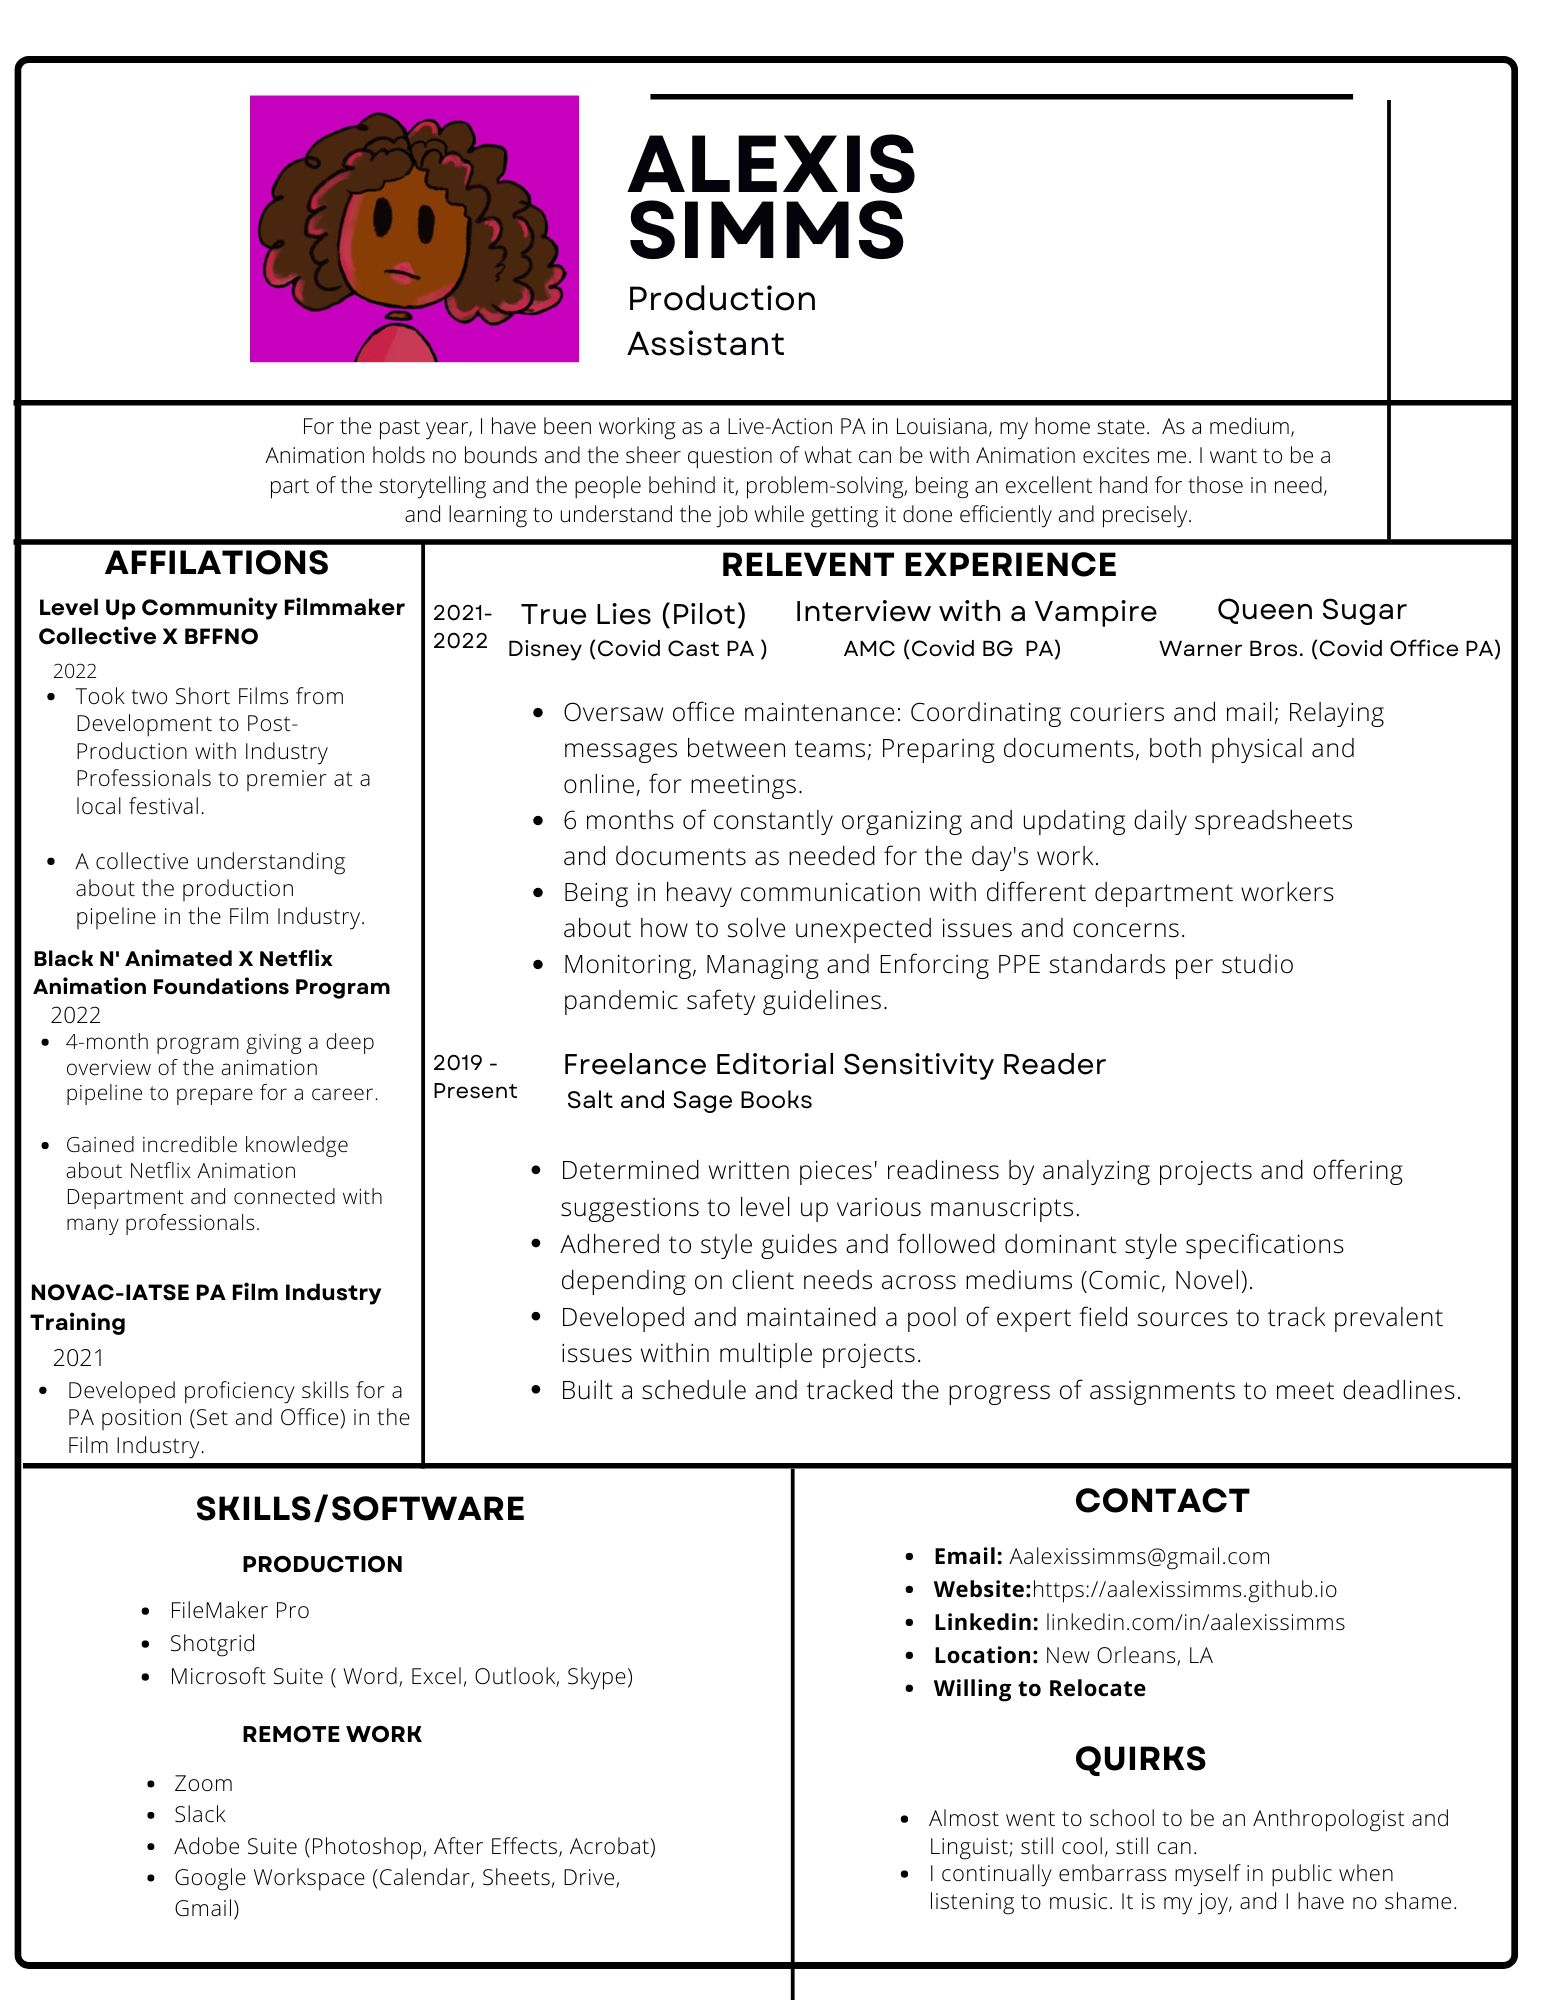 ALEXIS
SIMMS
Production
Assistant
For the past year, I have been working as a Live-Action PA in Louisiana, my home state.  As a medium,
Animation holds no bounds and the sheer question of what can be with Animation excites me. I want to be a
part of the storytelling and the people behind it, problem-solving, being an excellent hand for those in need,
and learning to understand the job while getting it done efficiently and precisely.
AFFILATIONS
Level Up Community Filmmaker
Collective X BFFNO
2022
• Took two Short Films from
Development to Post-
Production with Industry
Professionals to premier at a
local festival.
• A collective understanding
about the production
pipeline in the Film Industry.
Black N' Animated X Netflix
Animation Foundations Program
2022
• 4-month program giving a deep
overview of the animation
pipeline to prepare for a career.
• Gained incredible knowledge
about Netflix Animation
Department and connected with
many professionals.
NOVAC-IATSE PA Film Industry
Training
2021
• Developed proficiency skills for a
PA position (Set and Office) in the
Film Industry.
RELEVENT EXPERIENCE
2021-
2022
True Lies (Pilot)
Disney (Covid Cast PA )
Interview with a Vampire
AMC (Covid BG  PA)
Queen Sugar
Warner Bros. (Covid Office PA)
• Oversaw office maintenance: Coordinating couriers and mail; Relaying
messages between teams; Preparing documents, both physical and
online, for meetings.
• 6 months of constantly organizing and updating daily spreadsheets
and documents as needed for the day's work.
• Being in heavy communication with different department workers
about how to solve unexpected issues and concerns.
• Monitoring, Managing and Enforcing PPE standards per studio
pandemic safety guidelines.
2019 -
Present
Freelance Editorial Sensitivity Reader
Salt and Sage Books
• Determined written pieces' readiness by analyzing projects and offering
suggestions to level up various manuscripts.
• Adhered to style guides and followed dominant style specifications
depending on client needs across mediums (Comic, Novel).
• Developed and maintained a pool of expert field sources to track prevalent
issues within multiple projects.
• Built a schedule and tracked the progress of assignments to meet deadlines.
SKILLS/SOFTWARE
PRODUCTION
• FileMaker Pro
• Shotgrid
• Microsoft Suite ( Word, Excel, Outlook, Skype)
REMOTE WORK
• Zoom
• Slack
• Adobe Suite (Photoshop, After Effects, Acrobat)
• Google Workspace (Calendar, Sheets, Drive,
Gmail)
CONTACT
• Email: Aalexissimms@gmail.com
• Website:https://aalexissimms.github.io
• Linkedin: linkedin.com/in/aalexissimms
• Location: New Orleans, LA
• Willing to Relocate
QUIRKS
• Almost went to school to be an Anthropologist and
Linguist; still cool, still can.
• I continually embarrass myself in public when
listening to music. It is my joy, and I have no shame.